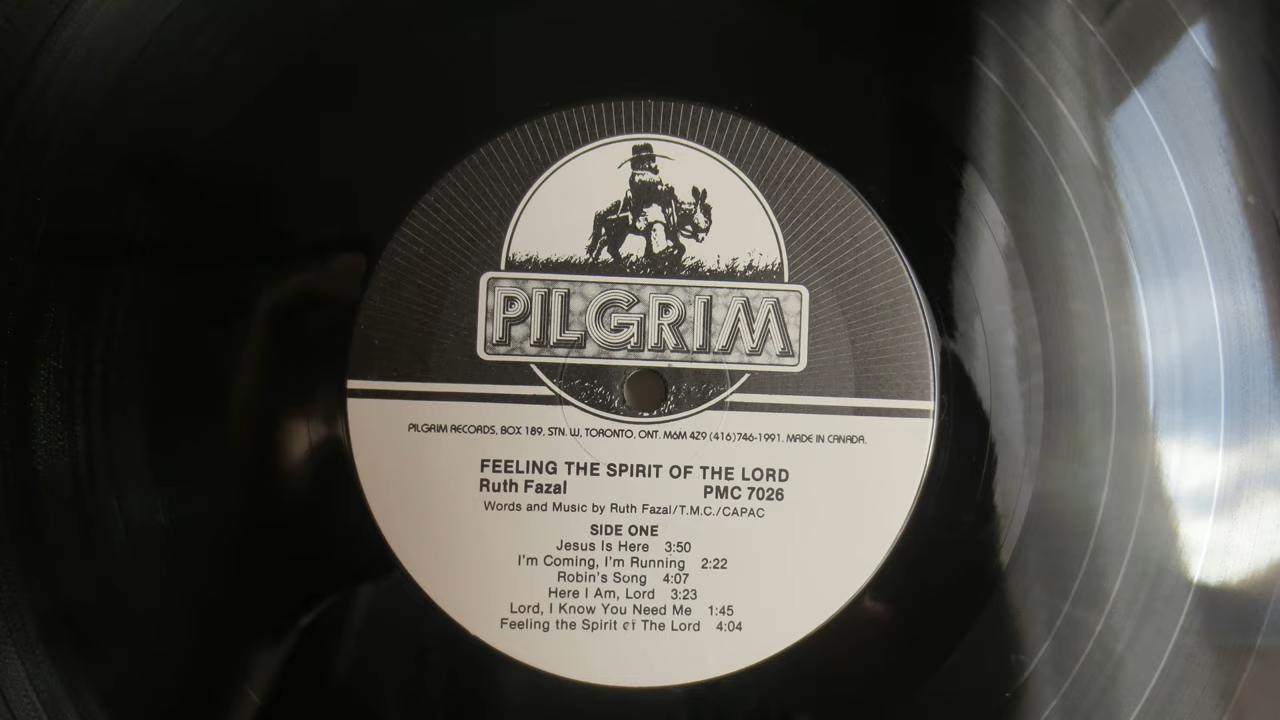 PILGRIM
PILGRIM RECORDS, BOX 189, STN. W, TORONTO, ONT. M6M 4Z9 (416)746-1991. MADE IN CANADA.
FEELING THE SPIRIT OF THE LORD
Ruth Fazal PMC 7026
Words and Music by Ruth Fazal/T.M.C./CAPAC
SIDE ONE
Jesus Is Here 3:50
I'm Coming, I'm Running 2:22
Robin's Song 4:07
Here I Am, Lord 3:23
Lord, I Know You Need Me 1:45
Feeling the Spirit of The Lord 4:04